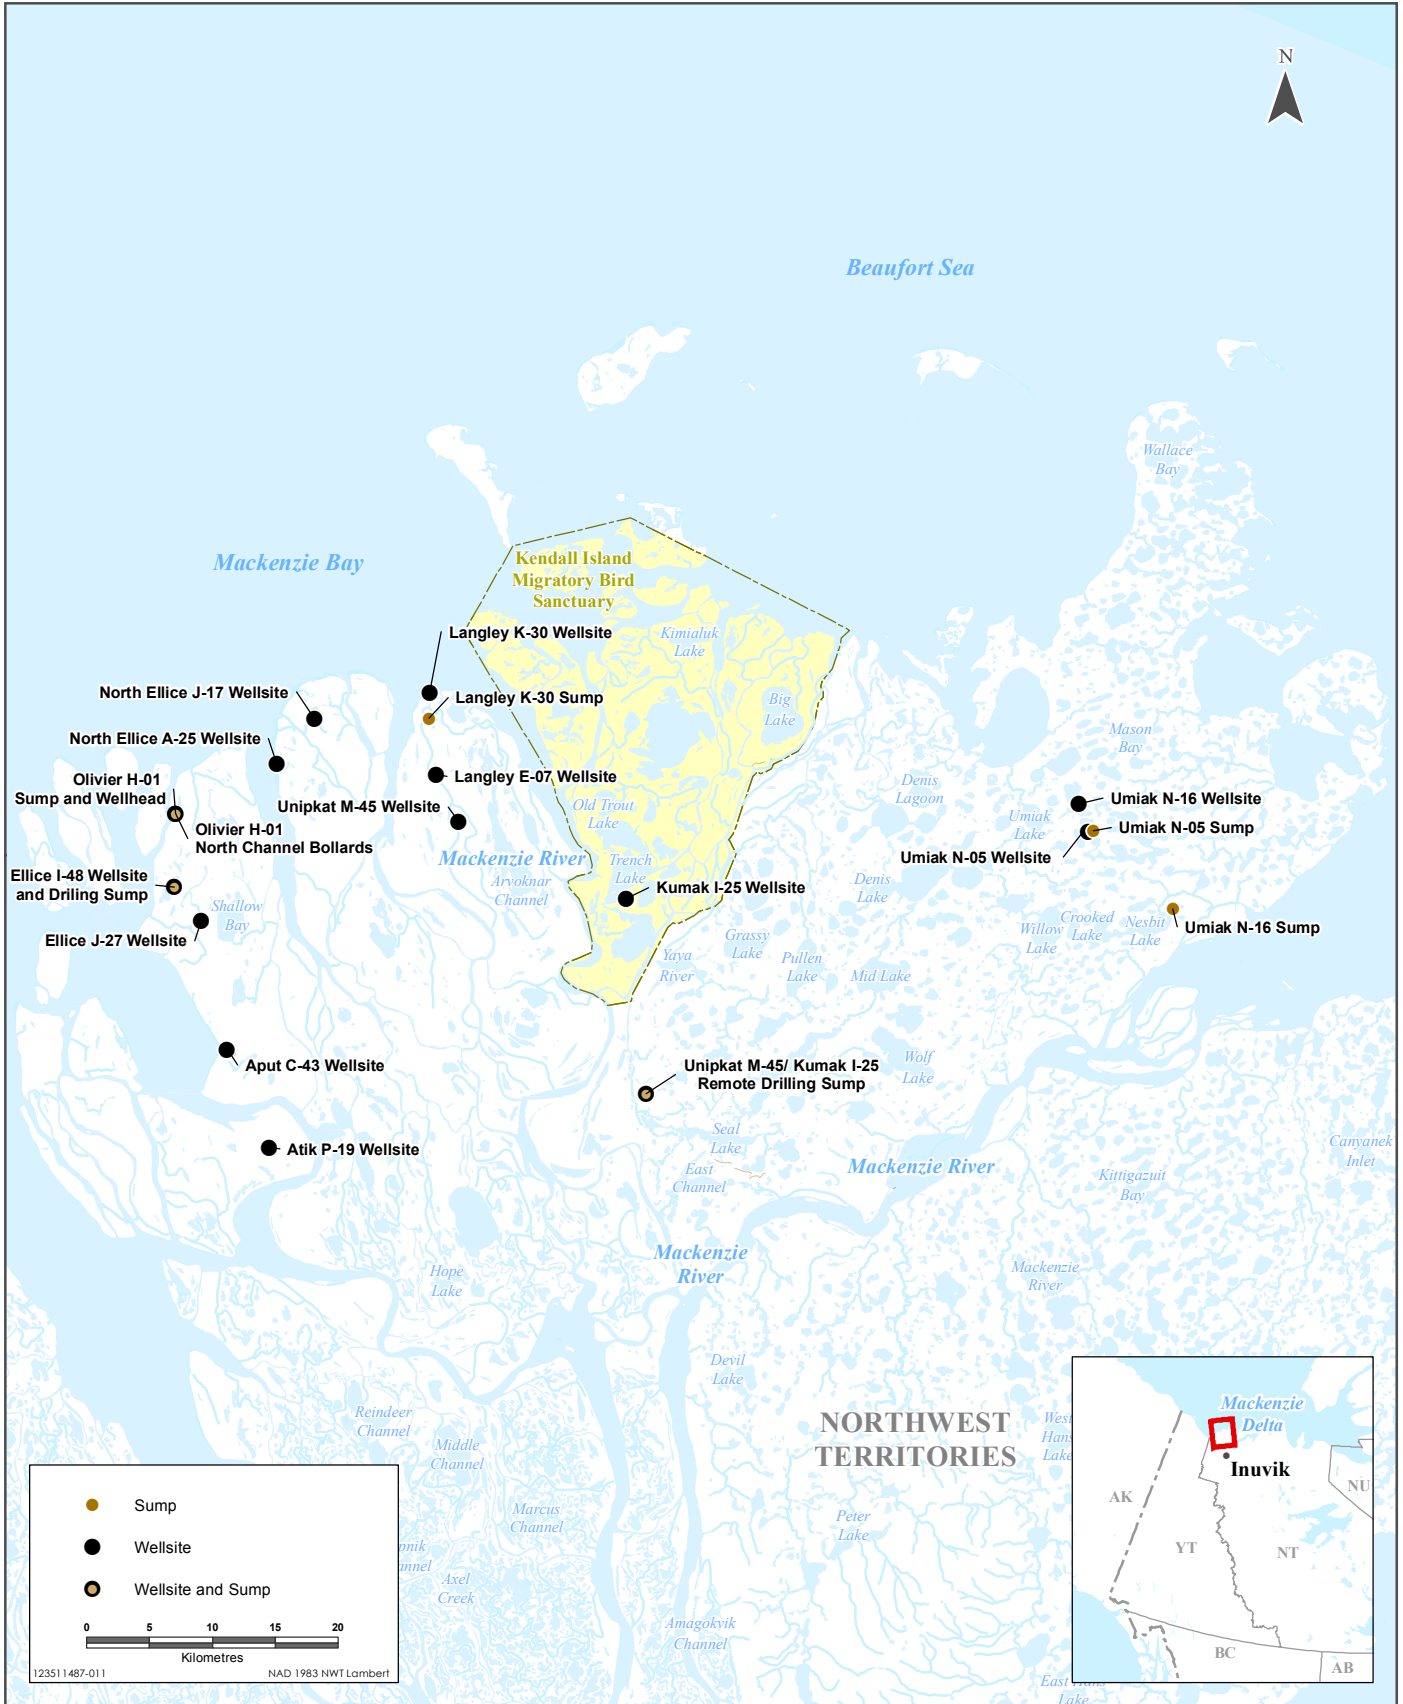 N
Beaufort Sea
Wallace
Bay
Mackenzie Bay
Kendall Island
Migratory Bird
Sanctuary
Langley K-30 Wellsite
Kimialuk
Lake
North Ellice J-17 Wellsite
Langley K-30 Sump
Big
Lake
North Ellice A-25 Wellsite
Mason
Bay
Olivier H-01
Sump and Wellhead
Langley E-07 Wellsite
Denis
Lagoon
Unipkat M-45 Wellsite
Old Trout
Lake
Umiak N-16 Wellsite
Umiak
Lake
Umiak N-05 Sump
Olivier H-01
North Channel Bollards
Mackenzie River
Umiak N-05 Wellsite
Ellice I-48 Wellsite
and Driling Sump
Arvoknar
Channel
Trench
Lake
Kumak I-25 Wellsite
Denis
Lake
Shallow
Bay
Ellice J-27 Wellsite
Grassy
Lake
Willow
Lake
Crooked
Lake
Nesbit
Lake
Umiak N-16 Sump
Yaya
River
Pullen
Lake
Mid Lake
Aput C-43 Wellsite
Unipkat M-45/ Kumak I-25
Remote Drilling Sump
Wolf
Lake
Atik P-19 Wellsite
Seal
Lake
East
Channel
Mackenzie River
Canyanek
Inlet
Kittigazuit
Bay
Mackenzie
River
Hope
Lake
Mackenzie
River
Devil
Lake
Reindeer
Channel
Middle
Channel
NORTHWEST
TERRITORIES
West
Hans
Lake
Marcus
Channel
Peter
Lake
pnik
annel
Axel
Creek
Amagokvik
Channel
East Hans
Lake
Sump
Wellsite
Wellsite and Sump
0 5 10 15 20
Kilometres
123511487-011 NAD 1983 NWT Lambert
Mackenzie
Delta
Inuvik
NU
AK
YT
NT
BC
AB